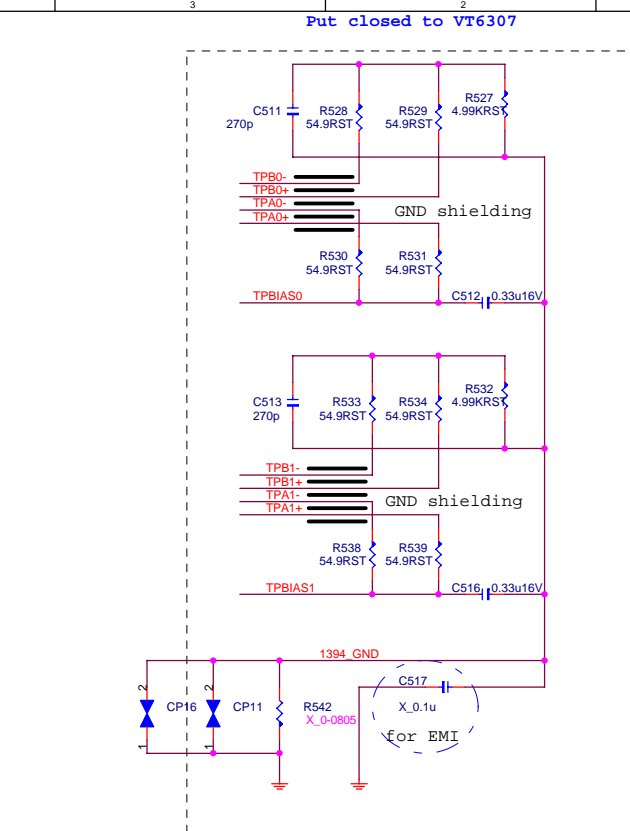 3 2
Put closed to VT6307
C511
270p
R528
54.9RST
R529
54.9RST
R527
4.99KRST
TPB0-
TPB0+
TPA0-
TPA0+
GND shielding
R530
54.9RST
R531
54.9RST
TPBIAS0
C512
0.33u16V
C513
270p
R533
54.9RST
R534
54.9RST
R532
4.99KRST
TPB1-
TPB1+
TPA1-
TPA1+
GND shielding
R538
54.9RST
R539
54.9RST
TPBIAS1
C516
0.33u16V
1394_GND
2
CP16
1
2
CP11
1
R542
X_0-0805
C517
X_0.1u
for EMI